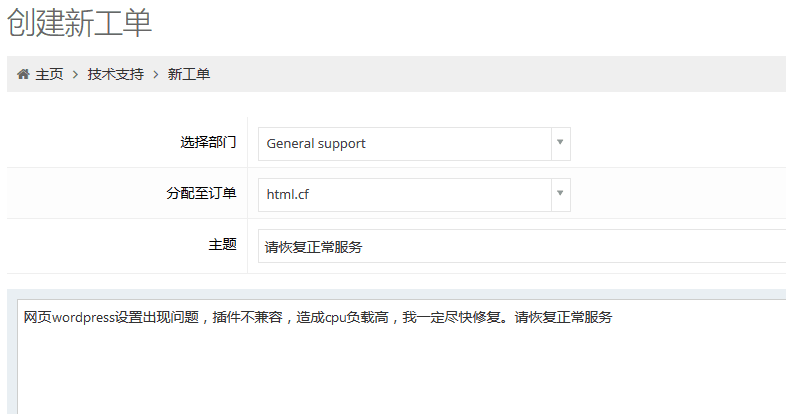 创建新工单
主页 > 技术支持 > 新工单
选择部门 General support
分配至订单 html.cf
主题 请恢复正常服务
网页wordpress设置出现问题，插件不兼容，造成cpu负载高，我一定尽快修复。请恢复正常服务